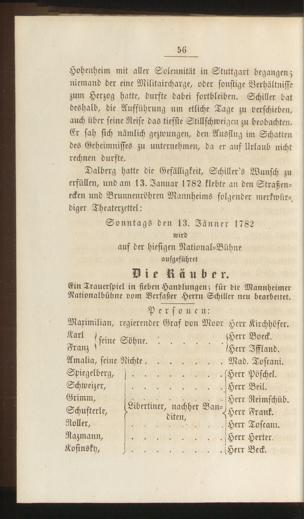 56
Hohenheim mit aller Solennität in Stuttgart begangen;
niemand der eine Militaircharge, oder sonstige Verhältnisse
zum Herzog hatte, durfte dabei fortbleiben. Schiller bat
deshalb, die Aufführung um etliche Tage zu verschieben,
auch über seine Reise das tiefste Stillschweigen zu beobachten.
Er sah sich nämlich gezwungen, den Ausflug im Schatten
des Geheimnisses zu unternehmen, da er auf Urlaub nicht
rechnen durfte.
Dalberg hatte die Gefälligkeit, Schiller's Wunsch zu
erfüllen, und am 13. Januar 1782 klebte an den Straßen-
ecken und Brunnenröhren Mannheims folgender merkwür-
diger Theaterzettel:
Sonntags den 13. Jänner 1782
wird
auf der hiesigen National-Bühne
aufgeführet
Die Räuber.
Ein Trauerspiel in sieben Handlungen; für die Mannheimer
Nationalbühne vom Verfasser Herrn Schiller neu bearbeitet.
Personen:
Maximilian, regierender Graf von Moor Herr Kirchhöfer.
Karl } seine Söhne. . . . { Herr Boeck.
Franz } { Herr Iffland.
Amalia, seine Nichte . . . . Mad. Toscani.
Spiegelberg, Herr Pöschel.
Schweizer, Herr Beil.
Grimm, Herr Rennschüb.
Schufterle, } Libertiner, nachher Ban- { Herr Frank.
Roller, diten, Herr Toscani.
Razmann, Herr Herter.
Kosinsky, Herr Beck.